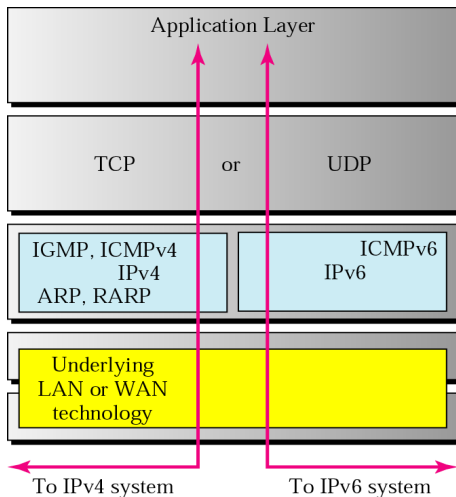 Application Layer
TCP or UDP
IGMP, ICMPv4
IPv4
ARP, RARP
ICMPv6
IPv6
Underlying
LAN or WAN
technology
To IPv4 system
To IPv6 system